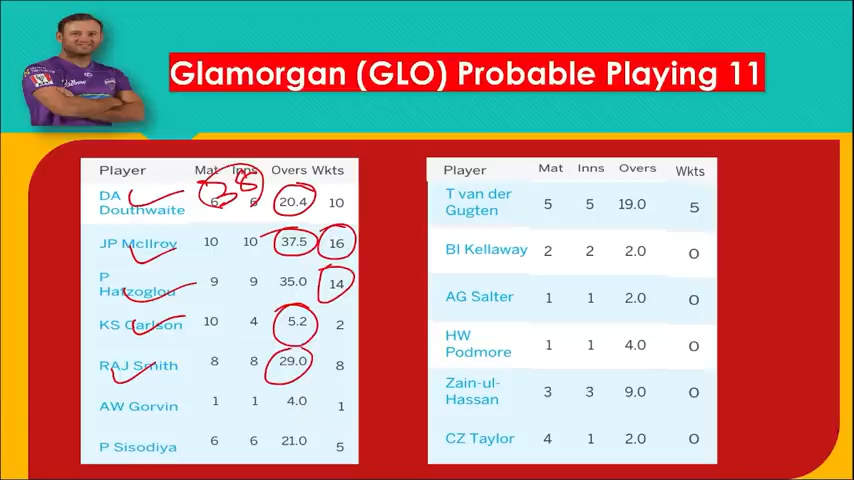 Glamorgan (GLO) Probable Playing 11
Player Mat Inns Overs Wkts
DA Douthwaite 6 6 20.4 10
38
JP McIlroy 10 10 37.5 16
P Hatzoglou 9 9 35.0 14
KS Carlson 10 4 5.2 2
RAJ Smith 8 8 29.0 8
AW Gorvin 1 1 4.0 1
P Sisodiya 6 6 21.0 5
Player Mat Inns Overs Wkts
T van der Gugten 5 5 19.0 5
BI Kellaway 2 2 2.0 0
AG Salter 1 1 2.0 0
HW Podmore 1 1 4.0 0
Zain-ul-Hassan 3 3 9.0 0
CZ Taylor 4 1 2.0 0